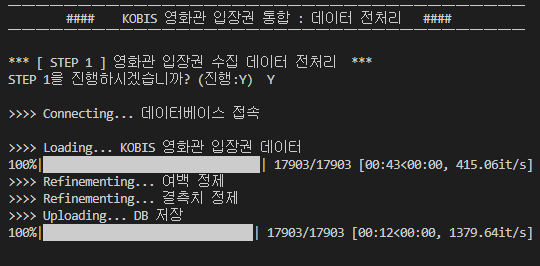 ####    KOBIS 영화관 입장권 통합 : 데이터 전처리    ####
*** [ STEP 1 ] 영화관 입장권 수집 데이터 전처리  ***
STEP 1을 진행하시겠습니까? (진행:Y)  Y
>>>> Connecting... 데이터베이스 접속
>>>> Loading... KOBIS 영화관 입장권 데이터
100%| | 17903/17903 [00:43<00:00, 415.06it/s]
>>>> Refinementing... 여백 정제
>>>> Refinementing... 결측치 정제
>>>> Uploading... DB 저장
100%| | 17903/17903 [00:12<00:00, 1379.64it/s]